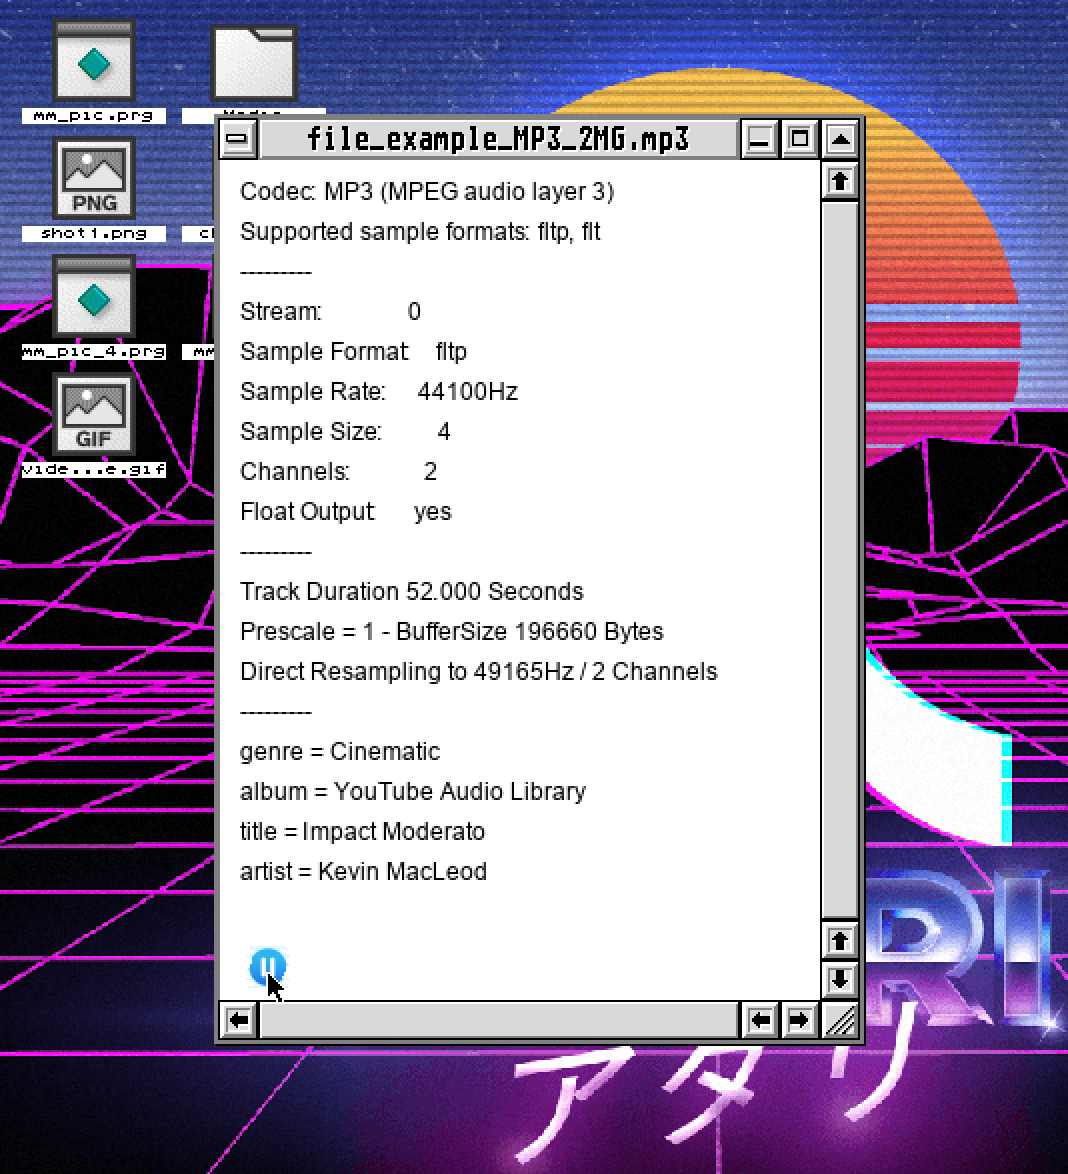 mm_pic.prg
PNG
shot1.png
mm_pic_4.prg
GIF
vide...e.gif
file_example_MP3_2MG.mp3
Codec: MP3 (MPEG audio layer 3)
Supported sample formats: fltp, flt
---------
Stream: 0
Sample Format: fltp
Sample Rate: 44100Hz
Sample Size: 4
Channels: 2
Float Output: yes
---------
Track Duration 52.000 Seconds
Prescale = 1 - BufferSize 196660 Bytes
Direct Resampling to 49165Hz / 2 Channels
---------
genre = Cinematic
album = YouTube Audio Library
title = Impact Moderato
artist = Kevin MacLeod
RI
アタリ